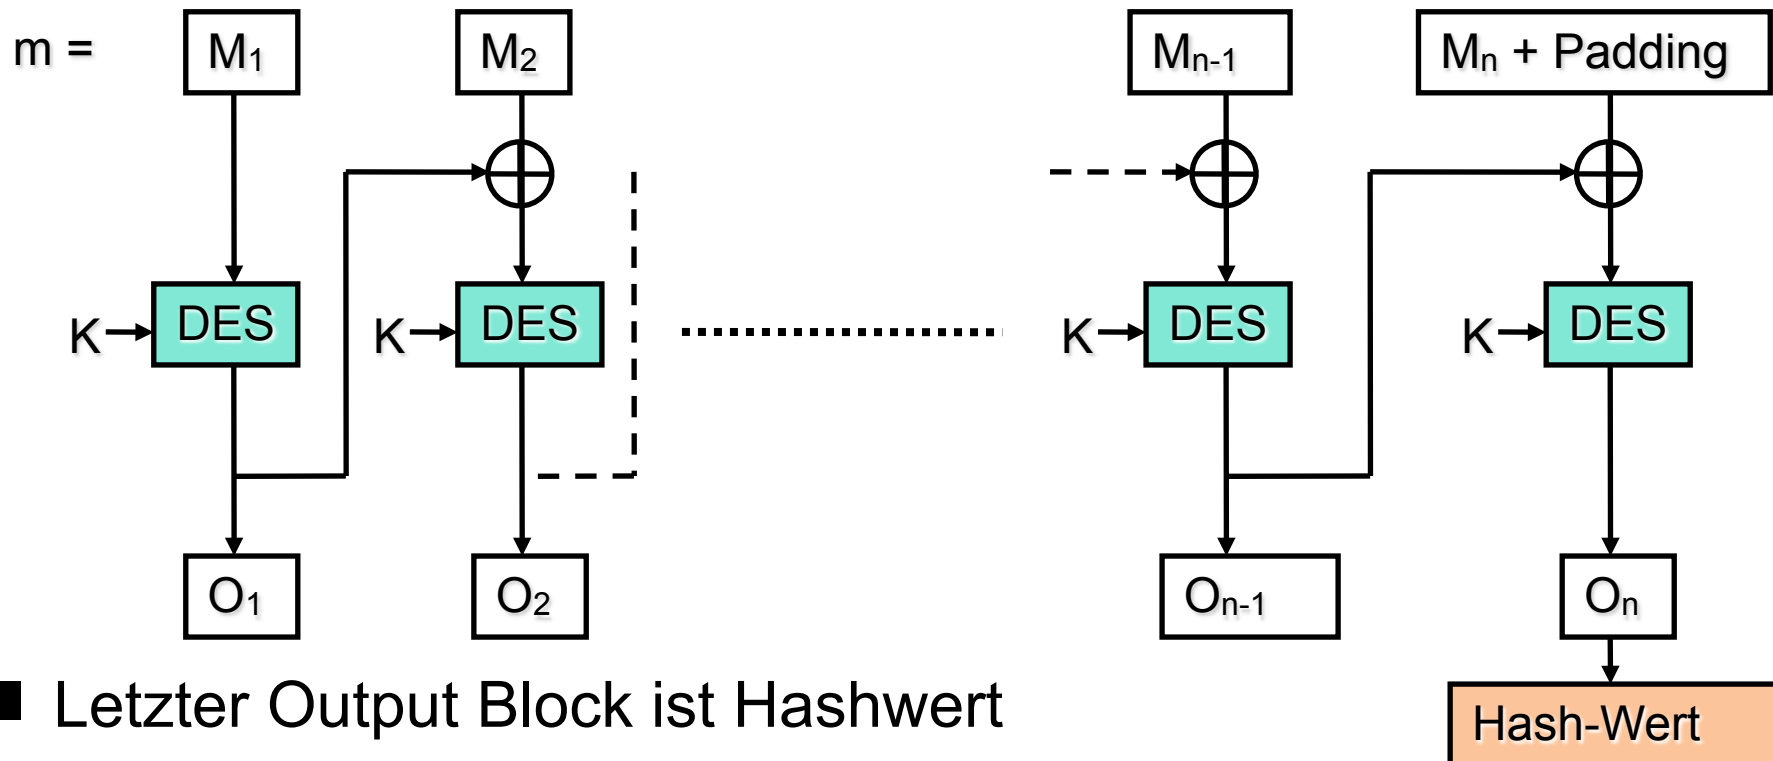 m = M₁ M₂ Mₙ₋₁ Mₙ + Padding
⊕ ⊕ ⊕
K DES K DES K DES K DES
O₁ O₂ Oₙ₋₁ Oₙ
■ Letzter Output Block ist Hashwert
Hash-Wert